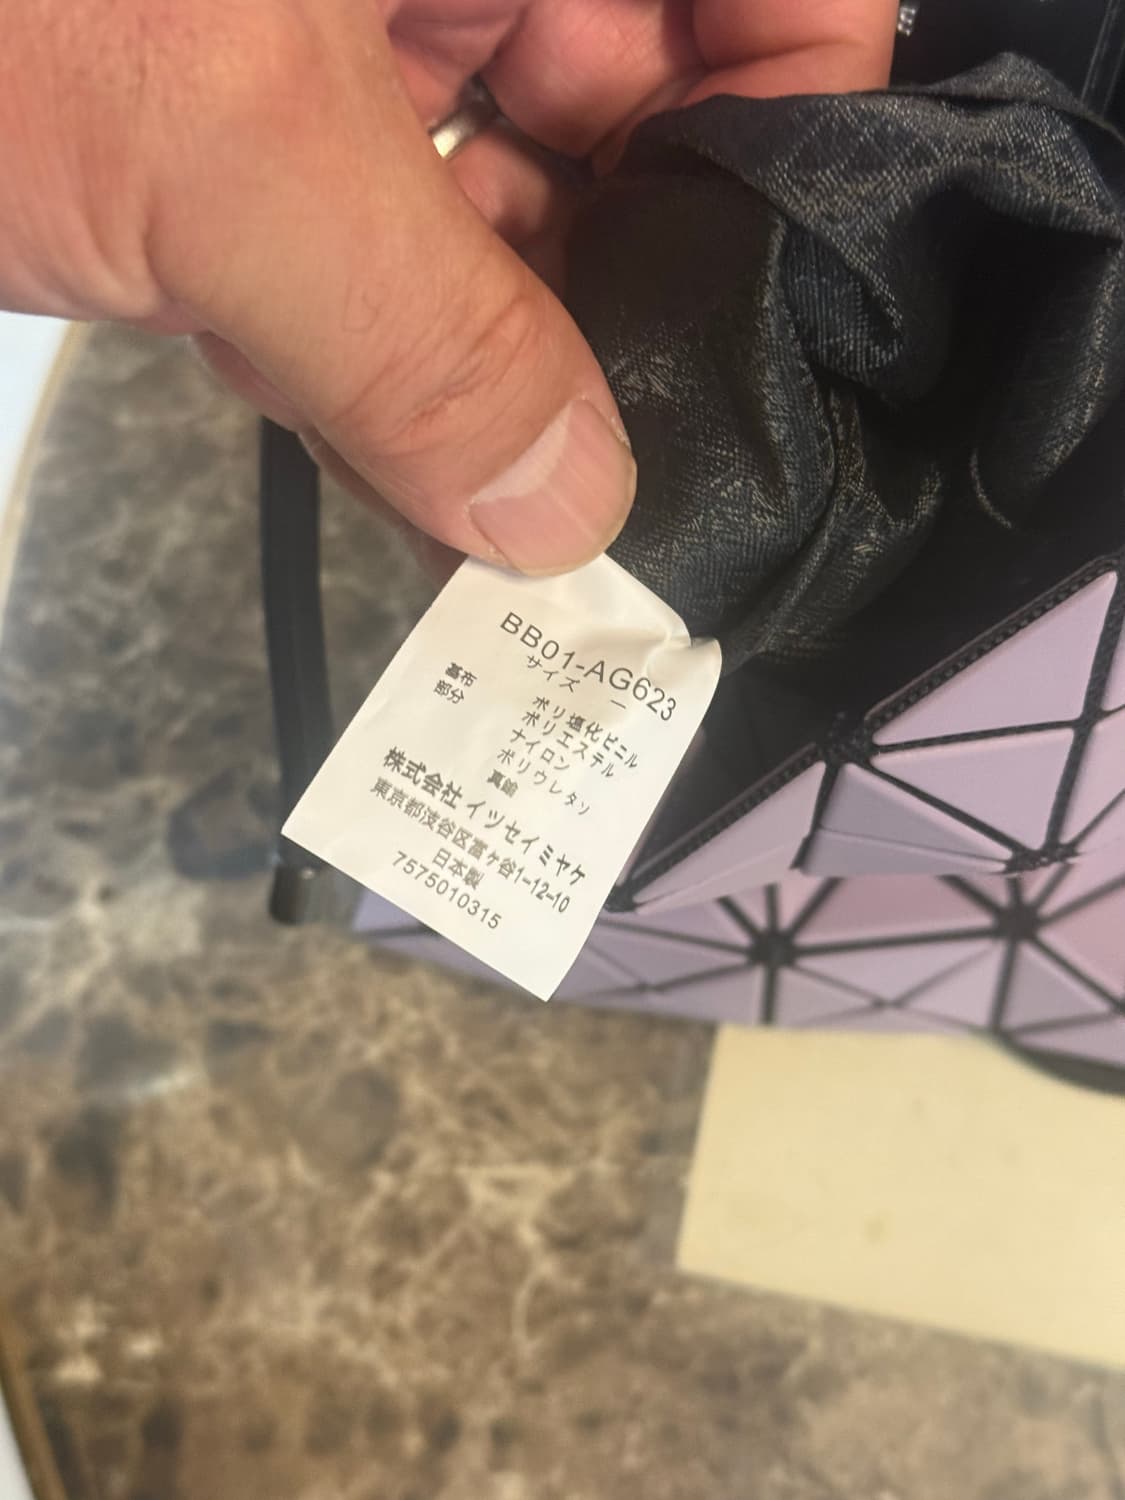 BB01-AG623
サイズ ー
基布 ポリ塩化ビニル
部分 ポリエステル
ナイロン
ポリウレタソ
真鍮
株式会社 イツセイミヤケ
東京都渋谷区富ヶ谷1-12-10
日本製
7575010315